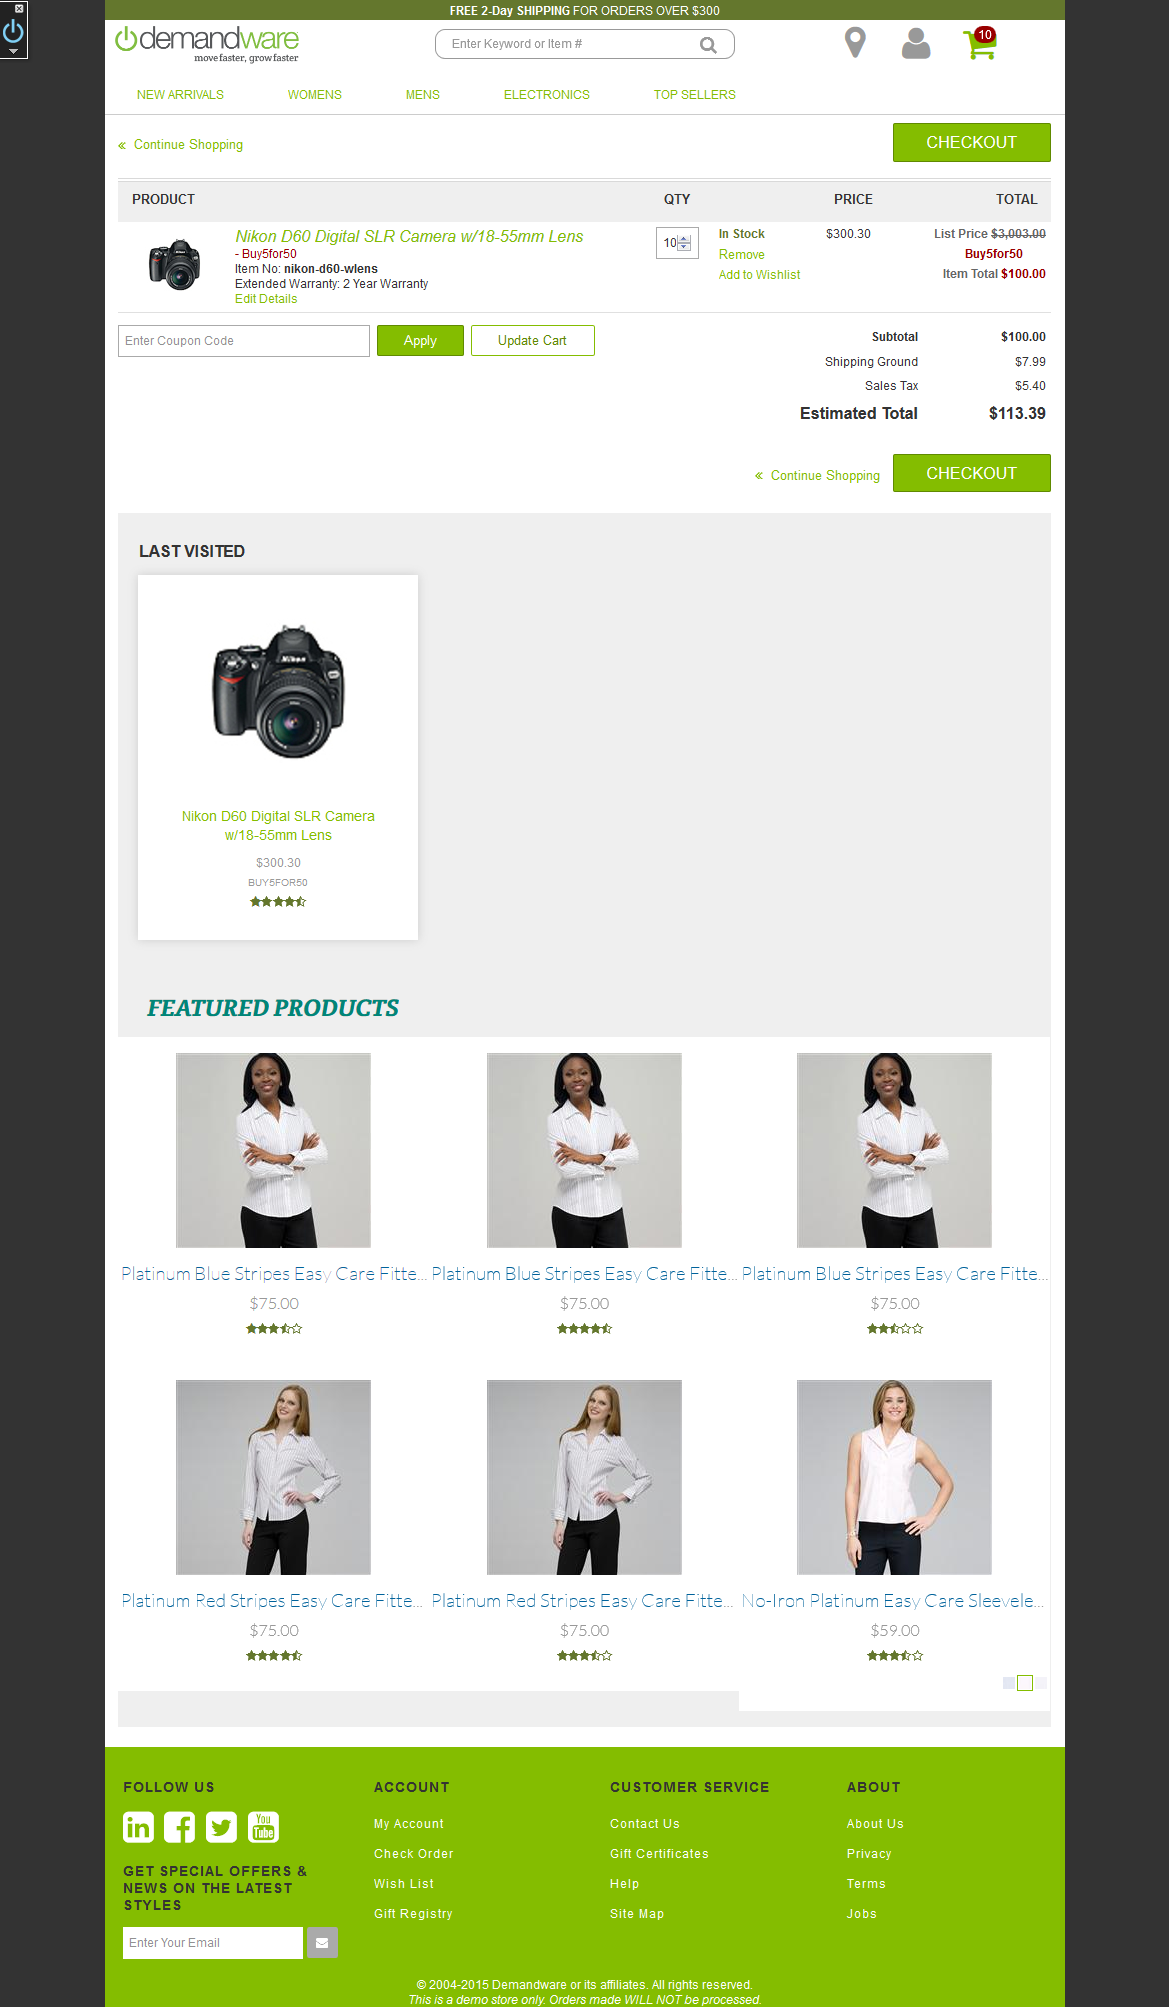 FREE 2-Day SHIPPING FOR ORDERS OVER $300
demandware
move faster, grow faster
Enter Keyword or Item #
10
NEW ARRIVALS WOMENS MENS ELECTRONICS TOP SELLERS
« Continue Shopping
CHECKOUT
PRODUCT QTY PRICE TOTAL
Nikon D60 Digital SLR Camera w/18-55mm Lens
- Buy5for50
Item No: nikon-d60-wlens
Extended Warranty: 2 Year Warranty
Edit Details
10
In Stock
Remove
Add to Wishlist
$300.30
List Price $3,003.00
Buy5for50
Item Total $100.00
Enter Coupon Code Apply Update Cart
Subtotal $100.00
Shipping Ground $7.99
Sales Tax $5.40
Estimated Total $113.39
« Continue Shopping CHECKOUT
LAST VISITED
Nikon
Nikon D60 Digital SLR Camera
w/18-55mm Lens
$300.30
BUY5FOR50
FEATURED PRODUCTS
Platinum Blue Stripes Easy Care Fitte... Platinum Blue Stripes Easy Care Fitte... Platinum Blue Stripes Easy Care Fitte...
$75.00 $75.00 $75.00
Platinum Red Stripes Easy Care Fitte... Platinum Red Stripes Easy Care Fitte... No-Iron Platinum Easy Care Sleevele...
$75.00 $75.00 $59.00
FOLLOW US
in f You Tube
GET SPECIAL OFFERS &
NEWS ON THE LATEST
STYLES
Enter Your Email
ACCOUNT
My Account
Check Order
Wish List
Gift Registry
CUSTOMER SERVICE
Contact Us
Gift Certificates
Help
Site Map
ABOUT
About Us
Privacy
Terms
Jobs
© 2004-2015 Demandware or its affiliates. All rights reserved.
This is a demo store only. Orders made WILL NOT be processed.